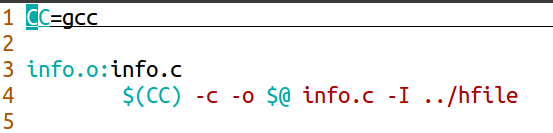 1 CC=gcc
2
3 info.o:info.c
4 $(CC) -c -o $@ info.c -I ../hfile
5